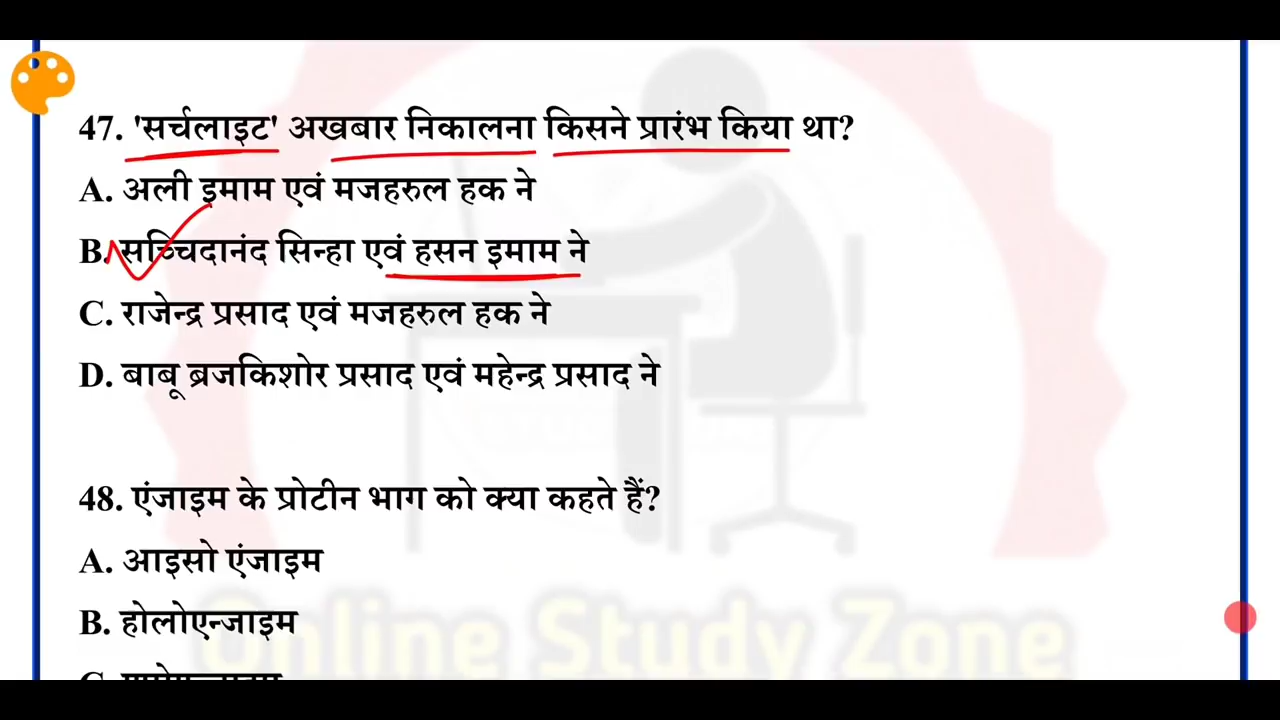 47. 'सर्चलाइट' अखबार निकालना किसने प्रारंभ किया था?
A. अली इमाम एवं मजहरुल हक ने
B. सच्चिदानंद सिन्हा एवं हसन इमाम ने
C. राजेन्द्र प्रसाद एवं मजहरुल हक ने
D. बाबू ब्रजकिशोर प्रसाद एवं महेन्द्र प्रसाद ने
48. एंजाइम के प्रोटीन भाग को क्या कहते हैं?
A. आइसो एंजाइम
B. होलोएन्जाइम
Online Study Zone